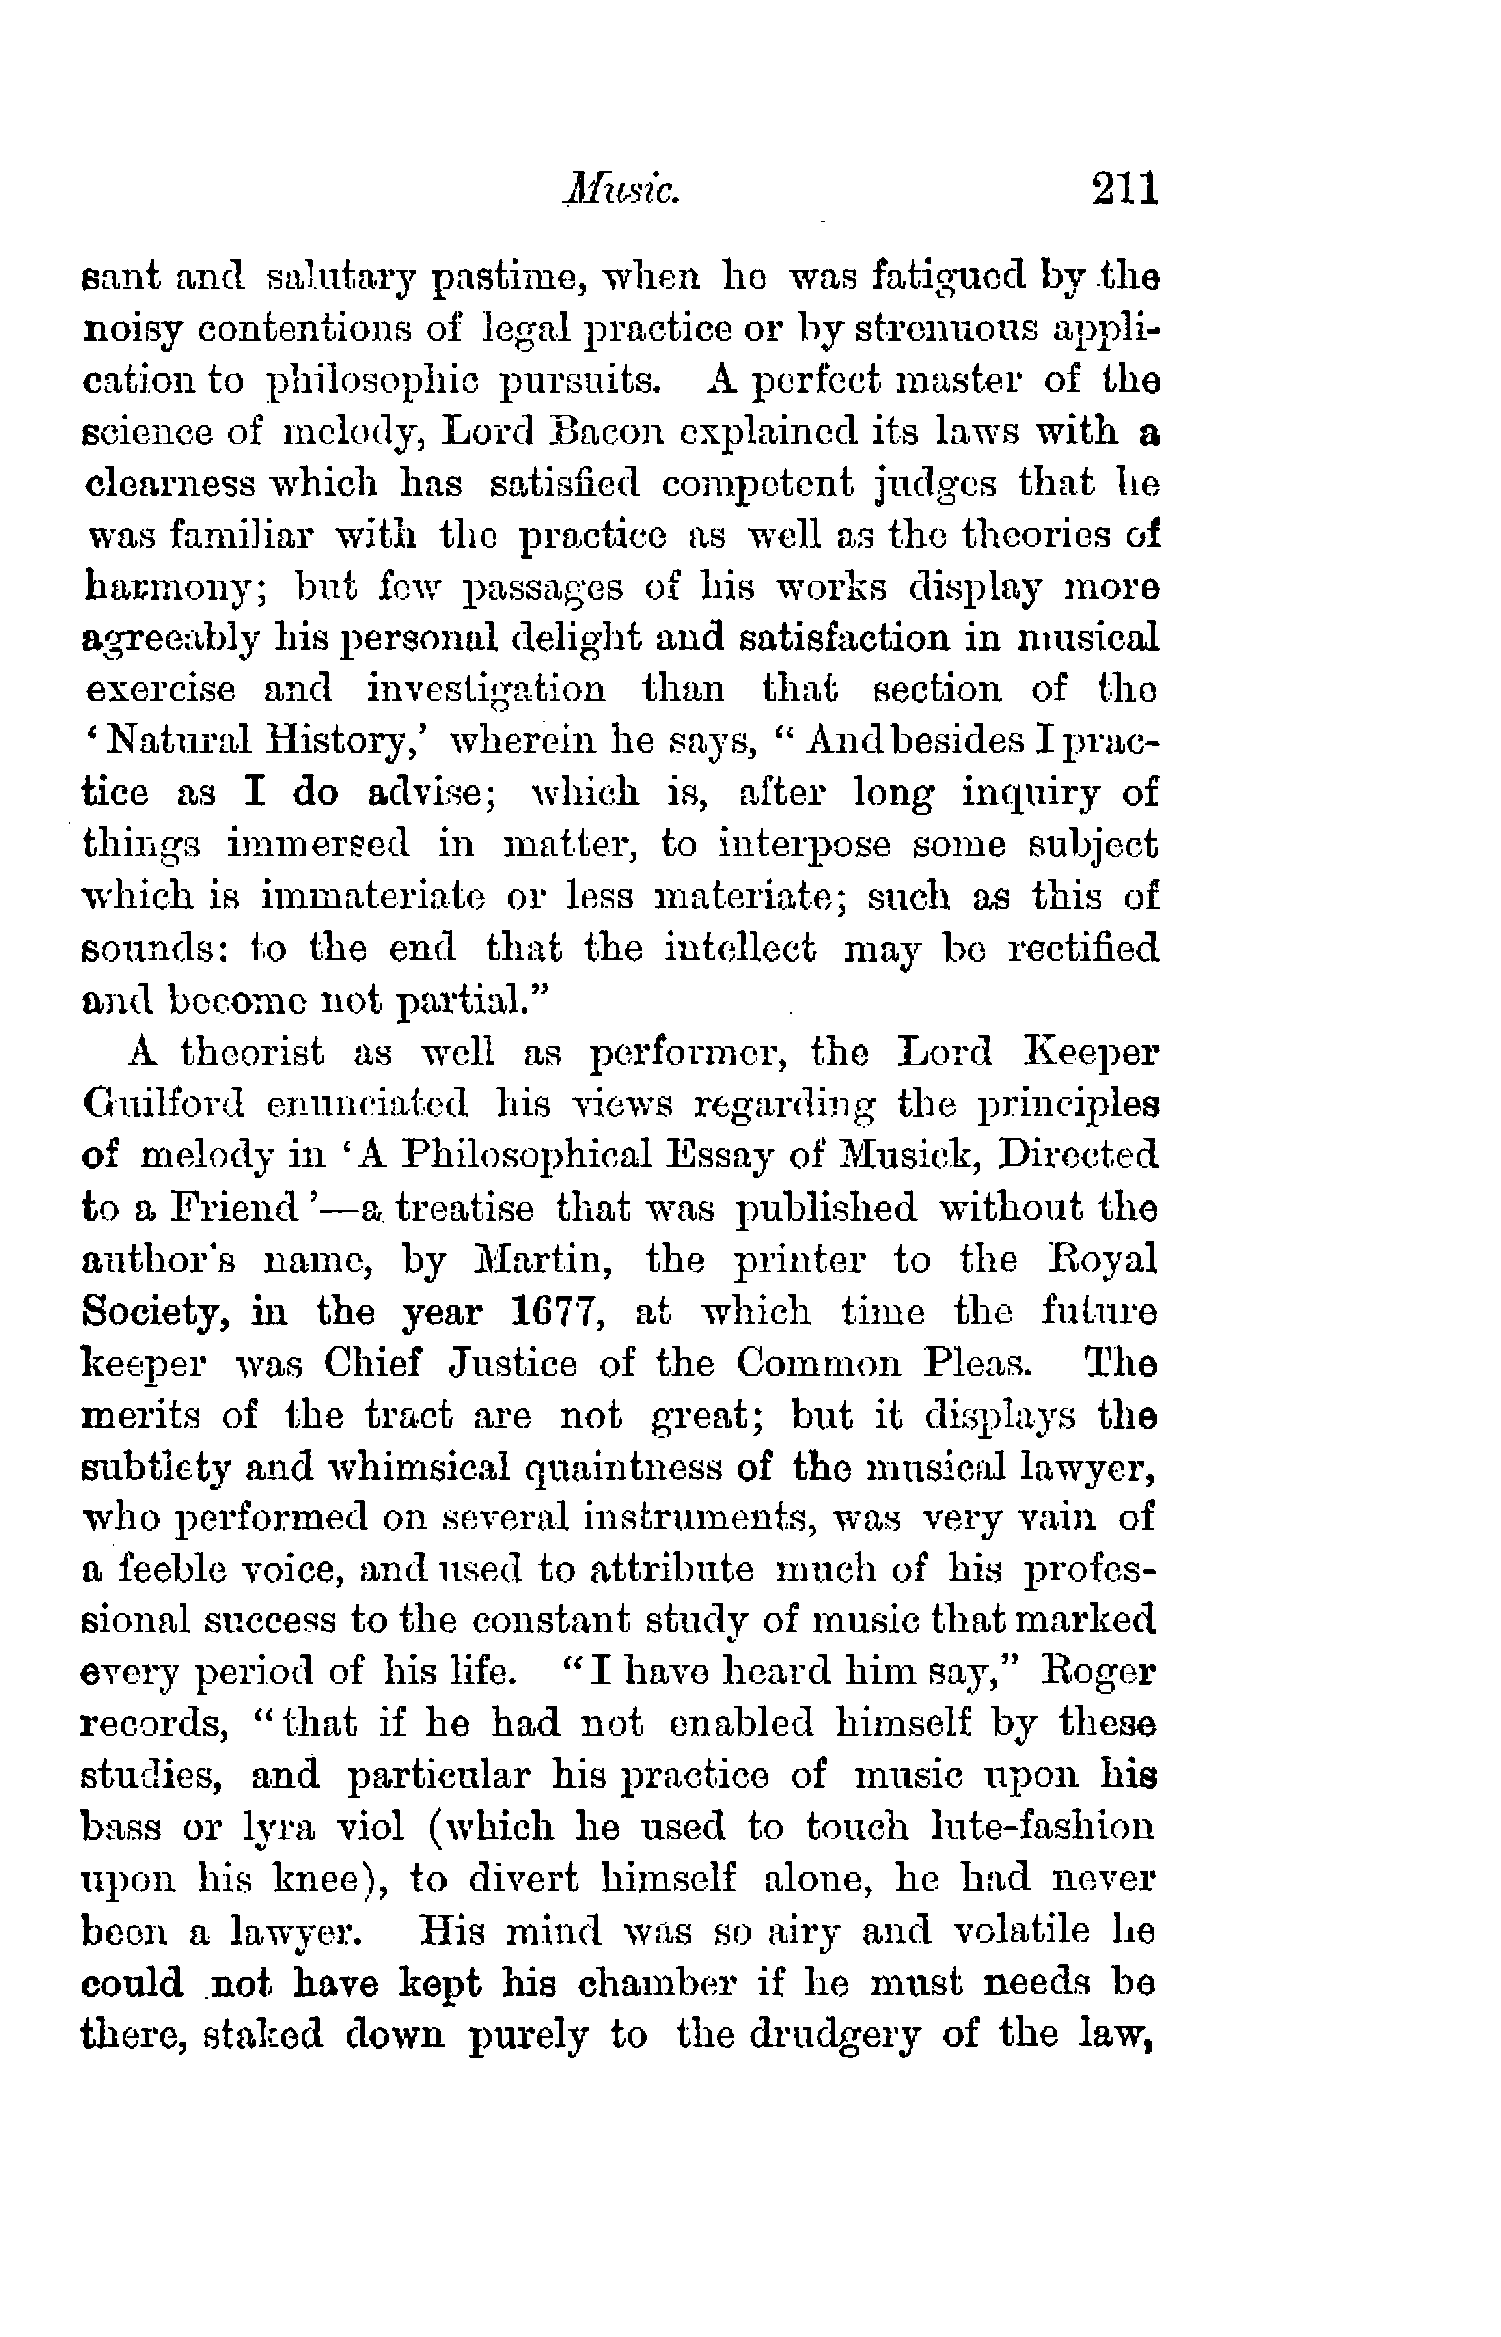 Music. 211
sant and salutary pastime, when he was fatigued by the
noisy contentions of legal practice or by strenuous appli-
cation to philosophic pursuits. A perfect master of the
science of melody, Lord Bacon explained its laws with a
clearness which has satisfied competent judges that he
was familiar with the practice as well as the theories of
harmony; but few passages of his works display more
agreeably his personal delight and satisfaction in musical
exercise and investigation than that section of the
‘Natural History,’ wherein he says, “And besides I prac-
tice as I do advise; which is, after long inquiry of
things immersed in matter, to interpose some subject
which is immateriate or less materiate; such as this of
sounds: to the end that the intellect may be rectified
and become not partial.”
A theorist as well as performer, the Lord Keeper
Guilford enunciated his views regarding the principles
of melody in ‘A Philosophical Essay of Musick, Directed
to a Friend’—a treatise that was published without the
author's name, by Martin, the printer to the Royal
Society, in the year 1677, at which time the future
keeper was Chief Justice of the Common Pleas. The
merits of the tract are not great; but it displays the
subtlety and whimsical quaintness of the musical lawyer,
who performed on several instruments, was very vain of
a feeble voice, and used to attribute much of his profes-
sional success to the constant study of music that marked
every period of his life. “I have heard him say,” Roger
records, “that if he had not enabled himself by these
studies, and particular his practice of music upon his
bass or lyra viol (which he used to touch lute-fashion
upon his knee), to divert himself alone, he had never
been a lawyer. His mind was so airy and volatile he
could not have kept his chamber if he must needs be
there, staked down purely to the drudgery of the law,